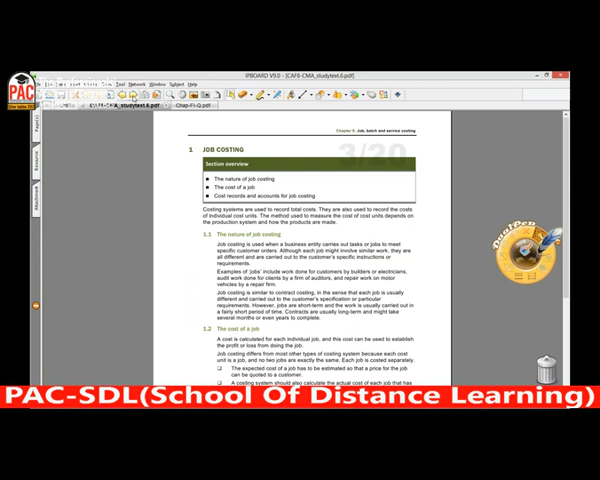 IPBOARD V9.0 - [CAF8-CMA_studytext.6.pdf]
PAC
Tool Network Window Help
CAF8-CMA_studytext.6.pdf
Chap-FI-Q.pdf
Page(s)
Resource
Attachment
Chapter 6: Job, batch and service costing
3/20
1 JOB COSTING
Section overview
■ The nature of job costing
■ The cost of a job
■ Cost records and accounts for job costing
Costing systems are used to record total costs. They are also used to record the costs
of individual cost units. The method used to measure the cost of cost units depends on
the production system and how the products are made.
1.1 The nature of job costing
Job costing is used when a business entity carries out tasks or jobs to meet
specific customer orders. Although each job might involve similar work, they are
all different and are carried out to the customer's specific instructions or
requirements.
Examples of 'jobs' include work done for customers by builders or electricians,
audit work done for clients by a firm of auditors, and repair work on motor
vehicles by a repair firm.
Job costing is similar to contract costing, in the sense that each job is usually
different and carried out to the customer's specification or particular
requirements. However, jobs are short-term and the work is usually carried out in
a fairly short period of time. Contracts are usually long-term and might take
several months or even years to complete.
1.2 The cost of a job
A cost is calculated for each individual job, and this cost can be used to establish
the profit or loss from doing the job.
Job costing differs from most other types of costing system because each cost
unit is a job, and no two jobs are exactly the same. Each job is costed separately.
❑ The expected cost of a job has to be estimated so that a price for the job
can be quoted to a customer.
❑ A costing system should also calculate the actual cost of each job that has
DualPen
PAC-SDL(School Of Distance Learning)